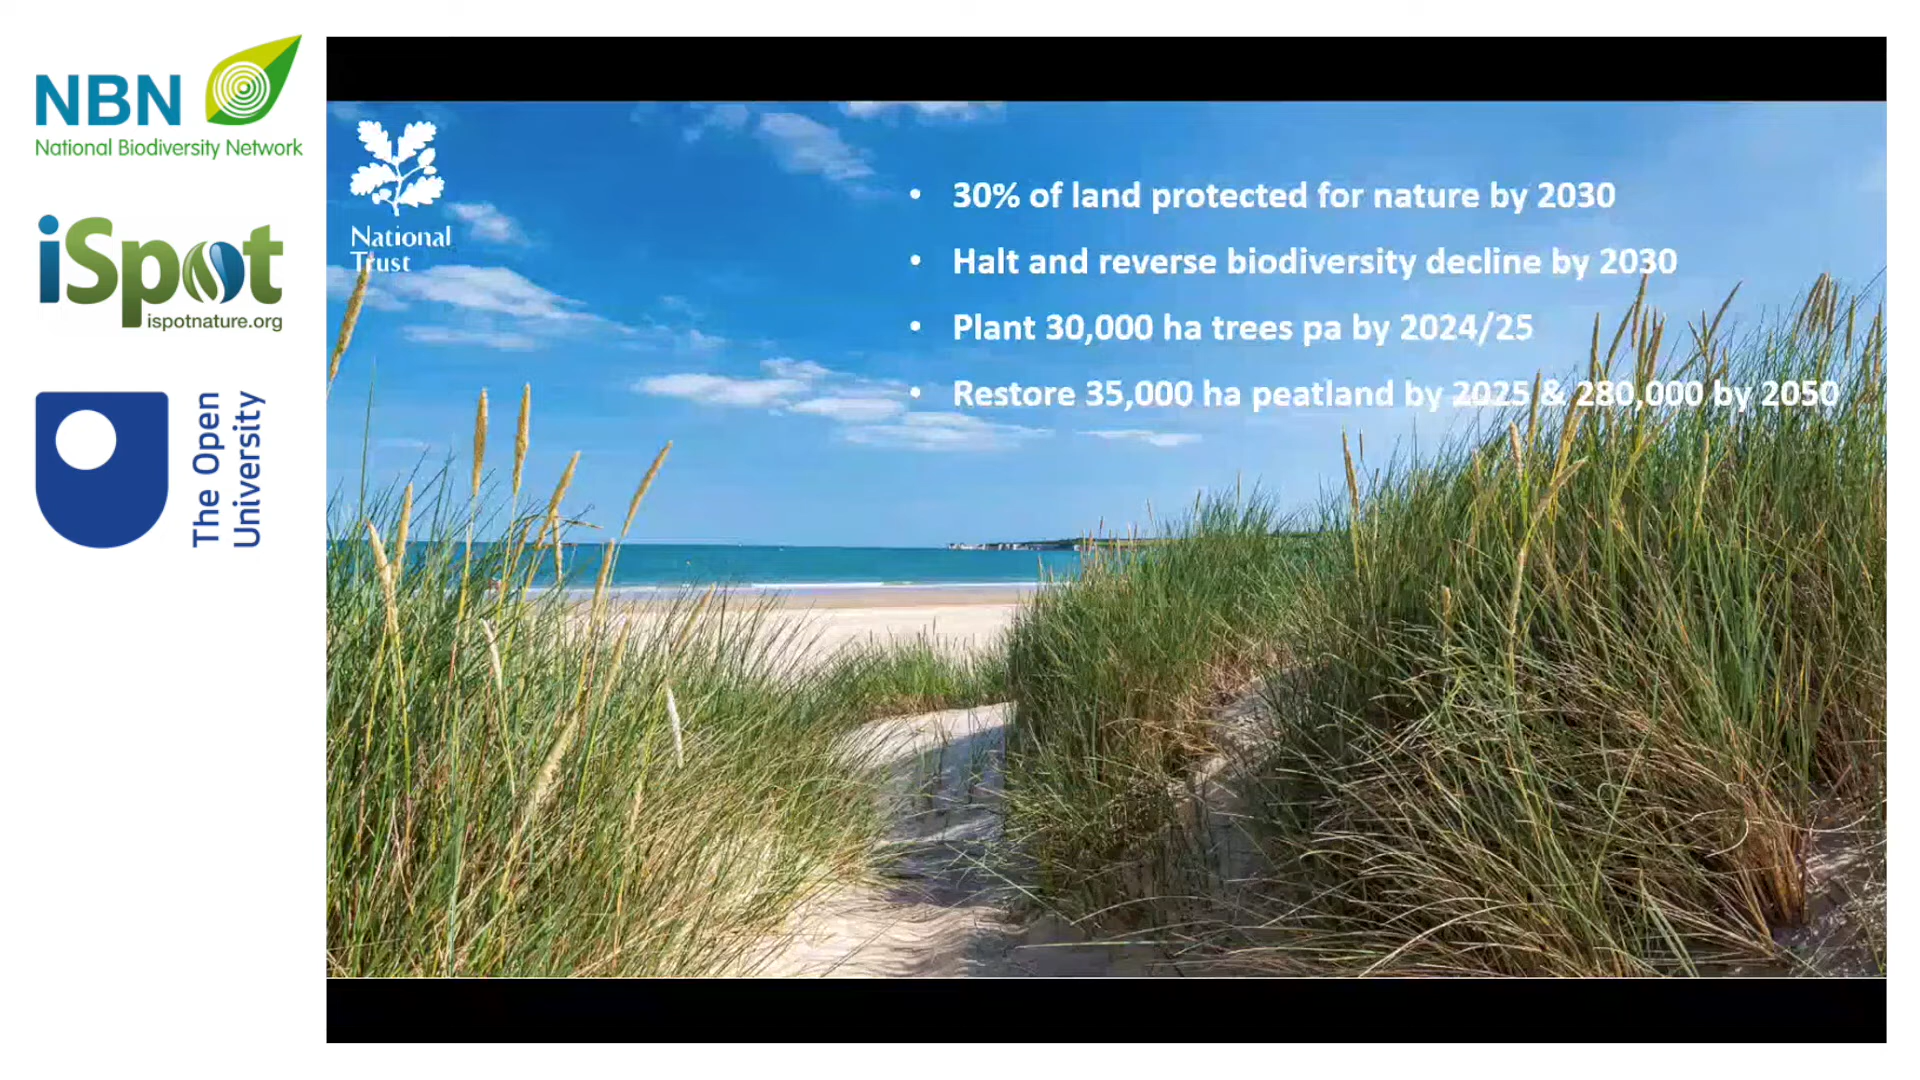 NBN
National Biodiversity Network
iSpot
ispotnature.org
The Open
University
National
Trust
• 30% of land protected for nature by 2030
• Halt and reverse biodiversity decline by 2030
• Plant 30,000 ha trees pa by 2024/25
• Restore 35,000 ha peatland by 2025 & 280,000 by 2050